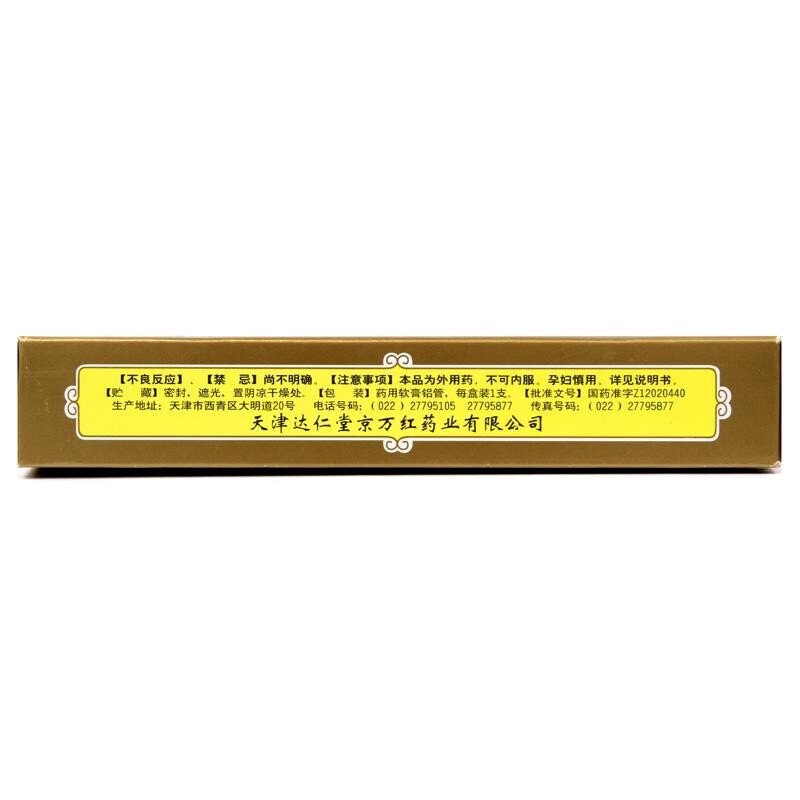 【不良反应】、【禁 忌】尚不明确。【注意事项】本品为外用药，不可内服。孕妇慎用。详见说明书。
【贮 藏】密封，遮光，置阴凉干燥处。【包 装】药用软膏铝管，每盒装1支。【批准文号】国药准字Z12020440
生产地址：天津市西青区大明道20号 电话号码：（022）27795105 27795877 传真号码：（022）27795877
天津达仁堂京万红药业有限公司